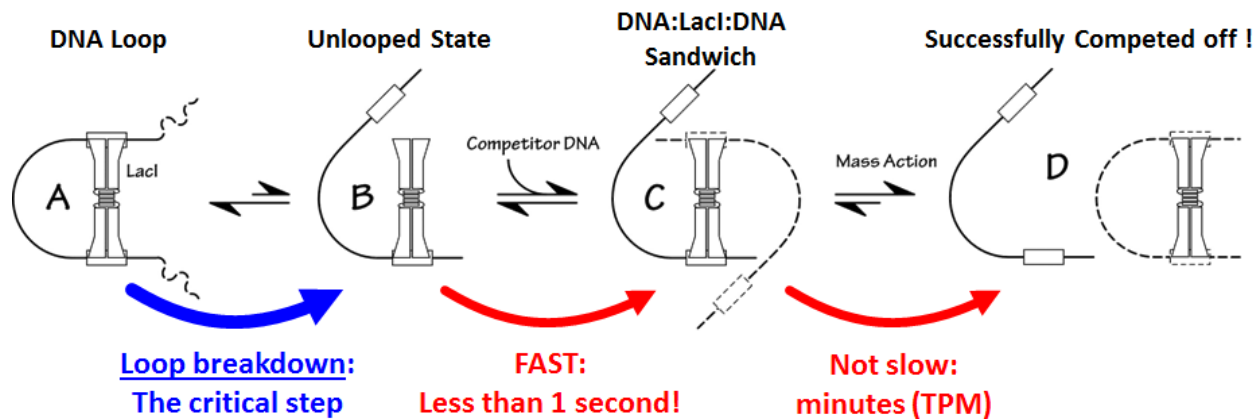 DNA Loop
Unlooped State
DNA:LacI:DNA
Sandwich
Successfully Competed off !
A
LacI
B
Competitor DNA
C
Mass Action
D
Loop breakdown:
The critical step
FAST:
Less than 1 second!
Not slow:
minutes (TPM)